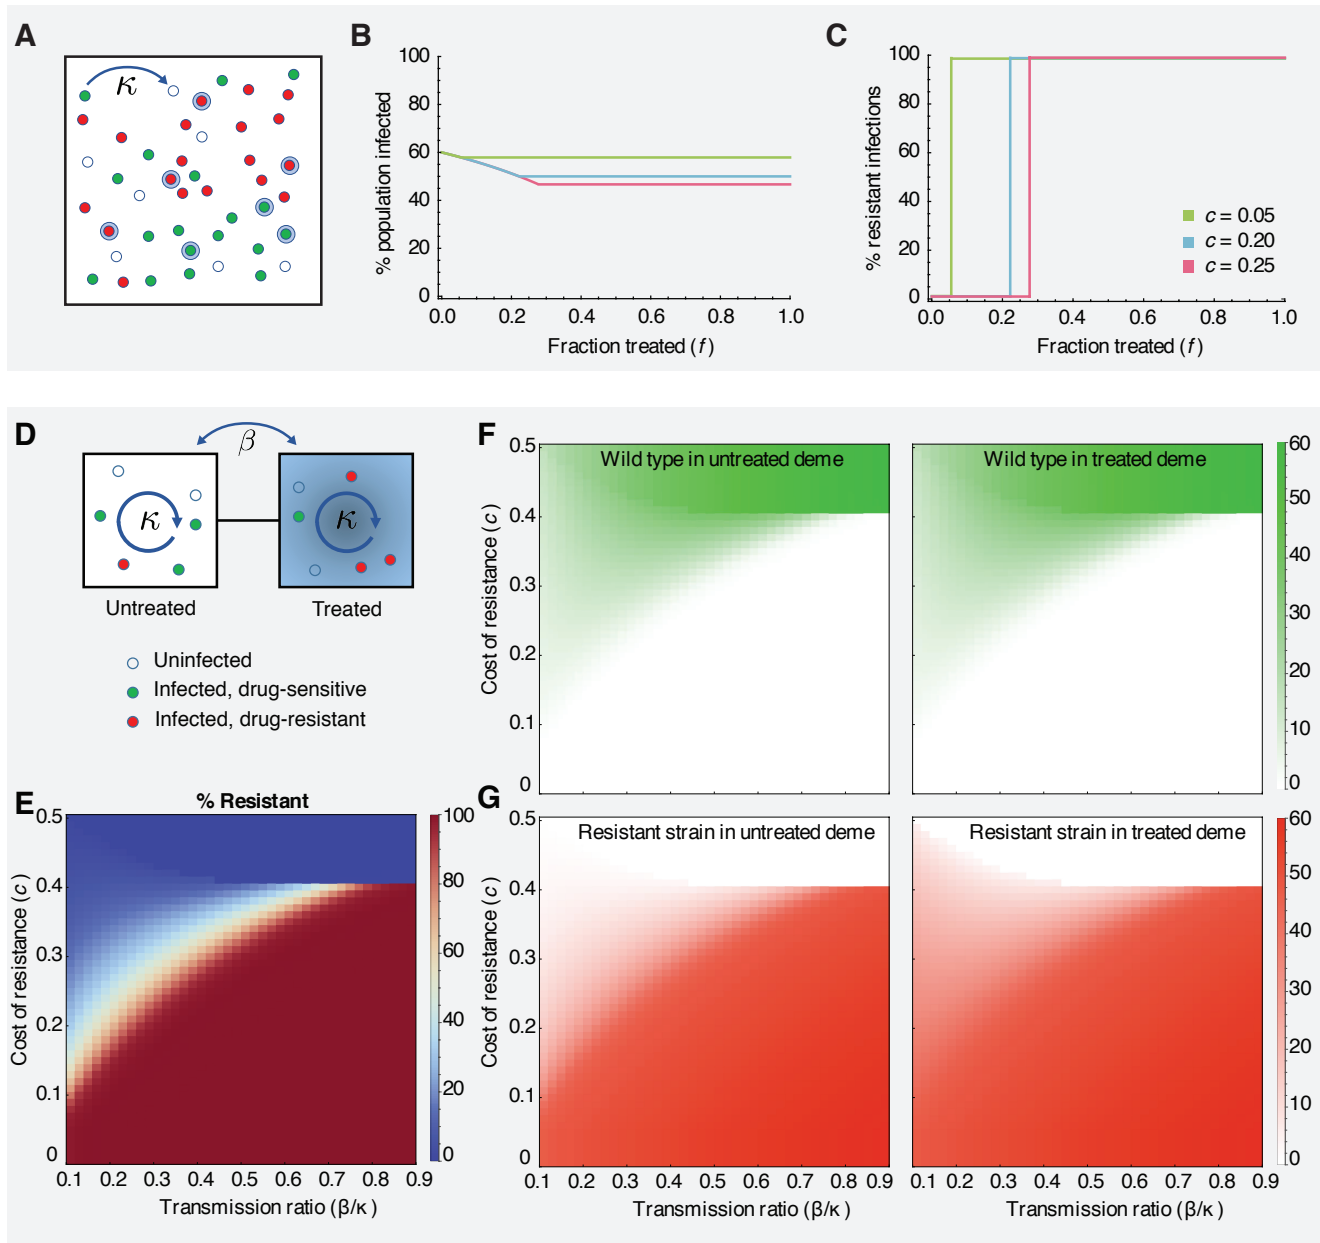 A
κ
B
% population infected
100
80
60
40
20
0
0.0 0.2 0.4 0.6 0.8 1.0
Fraction treated (f)
C
% resistant infections
100
80
60
40
20
0
c = 0.05
c = 0.20
c = 0.25
0.0 0.2 0.4 0.6 0.8 1.0
Fraction treated (f)
D
β
κ
κ
Untreated
Treated
Uninfected
Infected, drug-sensitive
Infected, drug-resistant
E
% Resistant
Cost of resistance (c)
0.5
0.4
0.3
0.2
0.1
0
0.1 0.2 0.3 0.4 0.5 0.6 0.7 0.8 0.9
Transmission ratio (β/κ)
100
80
60
40
20
0
F
Cost of resistance (c)
0.5
0.4
0.3
0.2
0.1
0
Wild type in untreated deme
Wild type in treated deme
60
50
40
30
20
10
0
G
Cost of resistance (c)
0.5
0.4
0.3
0.2
0.1
0
Resistant strain in untreated deme
Resistant strain in treated deme
0.1 0.2 0.3 0.4 0.5 0.6 0.7 0.8 0.9
Transmission ratio (β/κ)
0.1 0.2 0.3 0.4 0.5 0.6 0.7 0.8 0.9
Transmission ratio (β/κ)
60
50
40
30
20
10
0